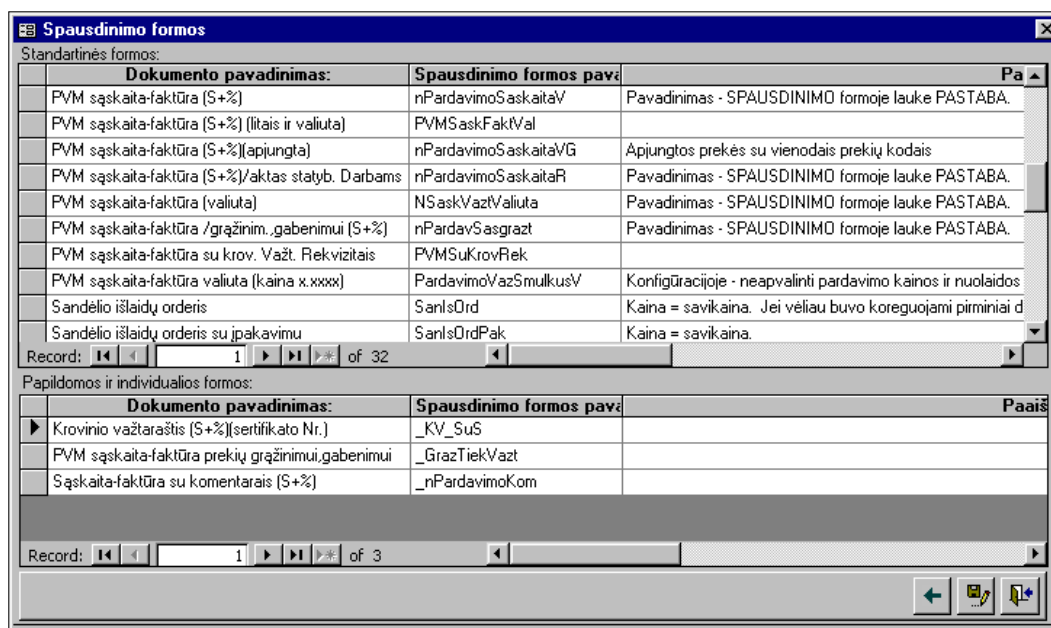 Spausdinimo formos
Standartinės formos:
Dokumento pavadinimas: Spausdinimo formos pava Pa
PVM sąskaita-faktūra (S+%) nPardavimoSaskaitaV Pavadinimas - SPAUSDINIMO formoje lauke PASTABA.
PVM sąskaita-faktūra (S+%) (litais ir valiuta) PVMSaskFaktVal
PVM sąskaita-faktūra (S+%)(apjungta) nPardavimoSaskaitaVG Apjungtos prekės su vienodais prekių kodais
PVM sąskaita-faktūra (S+%)/aktas statyb. Darbams nPardavimoSaskaitaR Pavadinimas - SPAUSDINIMO formoje lauke PASTABA.
PVM sąskaita-faktūra (valiuta) NSaskVaztValiuta Pavadinimas - SPAUSDINIMO formoje lauke PASTABA.
PVM sąskaita-faktūra /grąžinim.,gabenimui (S+%) nPardavSasgrazt Pavadinimas - SPAUSDINIMO formoje lauke PASTABA.
PVM sąskaita-faktūra su krov. Važt. Rekvizitais PVMSuKrovRek
PVM sąskaita-faktūra valiuta (kaina x.xxxx) PardavimoVazSmulkusV Konfigūracijoje - neapvalinti pardavimo kainos ir nuolaidos
Sandėlio išlaidų orderis SanIsOrd Kaina = savikaina. Jei vėliau buvo koreguojami pirminiai d
Sandėlio išlaidų orderis su įpakavimu SanIsOrdPak Kaina = savikaina.
Record: 1 of 32
Papildomos ir individualios formos:
Dokumento pavadinimas: Spausdinimo formos pava Paaiš
Krovinio važtaraštis (S+%)(sertifikato Nr.) _KV_SuS
PVM sąskaita-faktūra prekių grąžinimui,gabenimui _GrazTiekVazt
Sąskaita-faktūra su komentarais (S+%) _nPardavimoKom
Record: 1 of 3